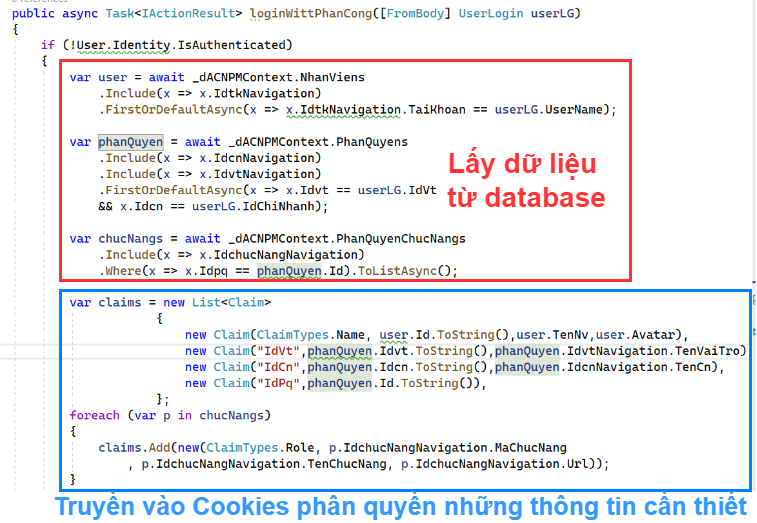 public async Task<IActionResult> loginWittPhanCong([FromBody] UserLogin userLG)
{
if (!User.Identity.IsAuthenticated)
{
var user = await _dACNPMContext.NhanViens
.Include(x => x.IdtkNavigation)
.FirstOrDefaultAsync(x => x.IdtkNavigation.TaiKhoan == userLG.UserName);
var phanQuyen = await _dACNPMContext.PhanQuyens
.Include(x => x.IdcnNavigation)
.Include(x => x.IdvtNavigation)
.FirstOrDefaultAsync(x => x.Idvt == userLG.IdVt
&& x.Idcn == userLG.IdChiNhanh);
Lấy dữ liệu
từ database
var chucNangs = await _dACNPMContext.PhanQuyenChucNangs
.Include(x => x.IdchucNangNavigation)
.Where(x => x.Idpq == phanQuyen.Id).ToListAsync();
var claims = new List<Claim>
{
new Claim(ClaimTypes.Name, user.Id.ToString(),user.TenNv,user.Avatar),
new Claim("IdVt",phanQuyen.Idvt.ToString(),phanQuyen.IdvtNavigation.TenVaiTro)
new Claim("IdCn",phanQuyen.Idcn.ToString(),phanQuyen.IdcnNavigation.TenCn),
new Claim("IdPq",phanQuyen.Id.ToString()),
};
foreach (var p in chucNangs)
{
claims.Add(new(ClaimTypes.Role, p.IdchucNangNavigation.MaChucNang
, p.IdchucNangNavigation.TenChucNang, p.IdchucNangNavigation.Url));
}
Truyền vào Cookies phân quyền những thông tin cần thiết